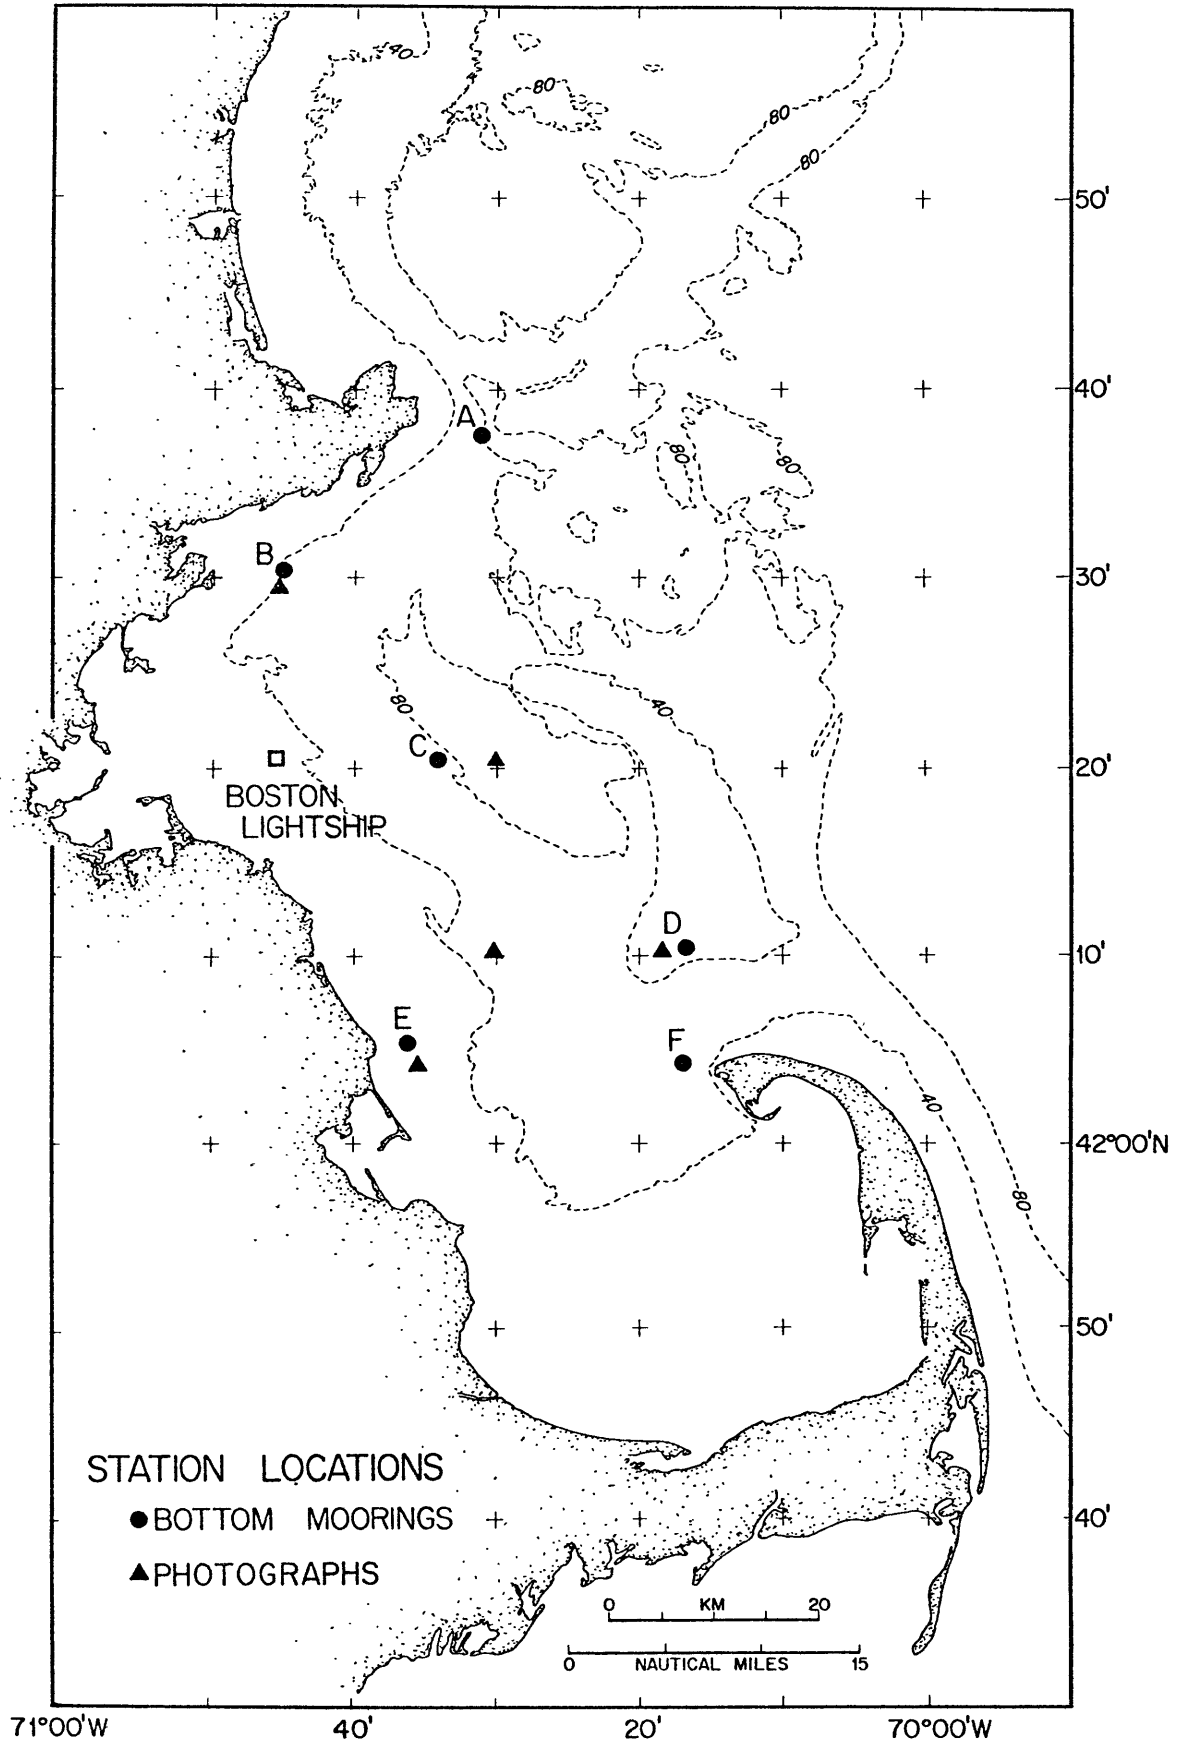 40
80
80
80
50'
40'
A
80
80
B
30'
80
40
C
20'
BOSTON
LIGHTSHIP
D
10'
E
F
40
42°00'N
80
50'
STATION LOCATIONS
BOTTOM MOORINGS
40'
PHOTOGRAPHS
0 KM 20
0 NAUTICAL MILES 15
71°00'W 40' 20' 70°00'W